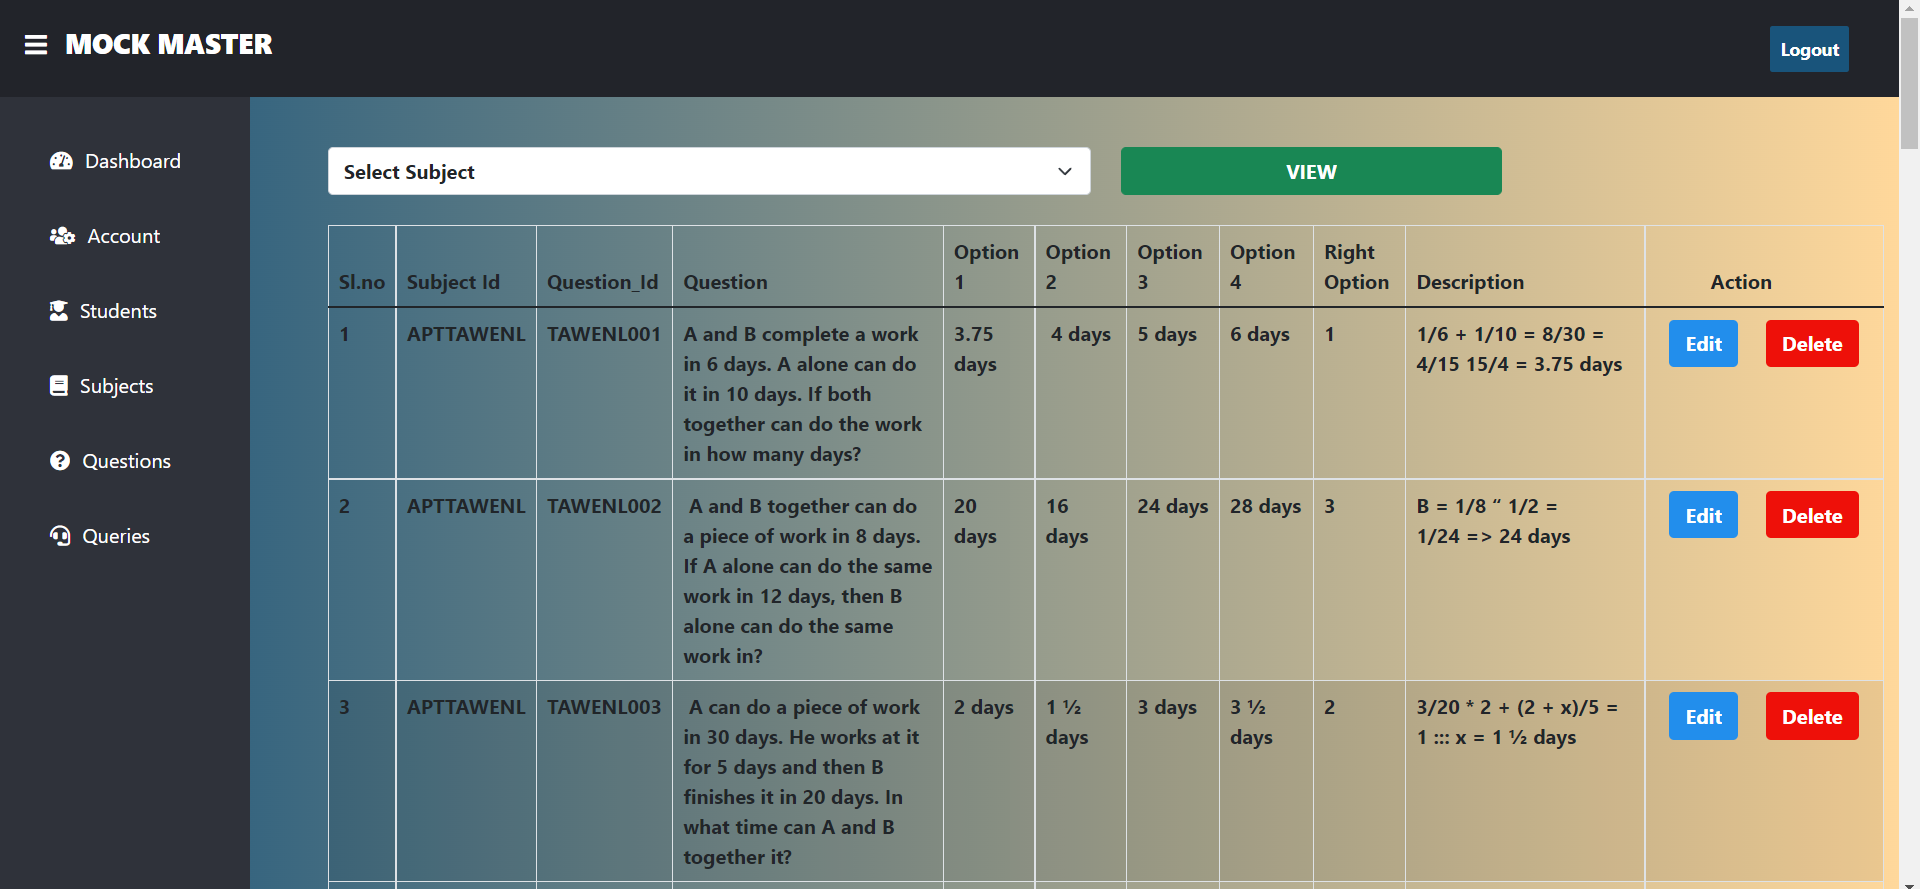 MOCK MASTER
Logout
Dashboard
Account
Students
Subjects
Questions
Queries
Select Subject
VIEW
Sl.no
Subject Id
Question_Id
Question
Option
1
Option
2
Option
3
Option
4
Right
Option
Description
Action
1
APTTAWENL
TAWENL001
A and B complete a work
in 6 days. A alone can do
it in 10 days. If both
together can do the work
in how many days?
3.75
days
4 days
5 days
6 days
1
1/6 + 1/10 = 8/30 =
4/15 15/4 = 3.75 days
Edit
Delete
2
APTTAWENL
TAWENL002
A and B together can do
a piece of work in 8 days.
If A alone can do the same
work in 12 days, then B
alone can do the same
work in?
20
days
16
days
24 days
28 days
3
B = 1/8 “ 1/2 =
1/24 => 24 days
Edit
Delete
3
APTTAWENL
TAWENL003
A can do a piece of work
in 30 days. He works at it
for 5 days and then B
finishes it in 20 days. In
what time can A and B
together it?
2 days
1 ½
days
3 days
3 ½
days
2
3/20 * 2 + (2 + x)/5 =
1 ::: x = 1 ½ days
Edit
Delete